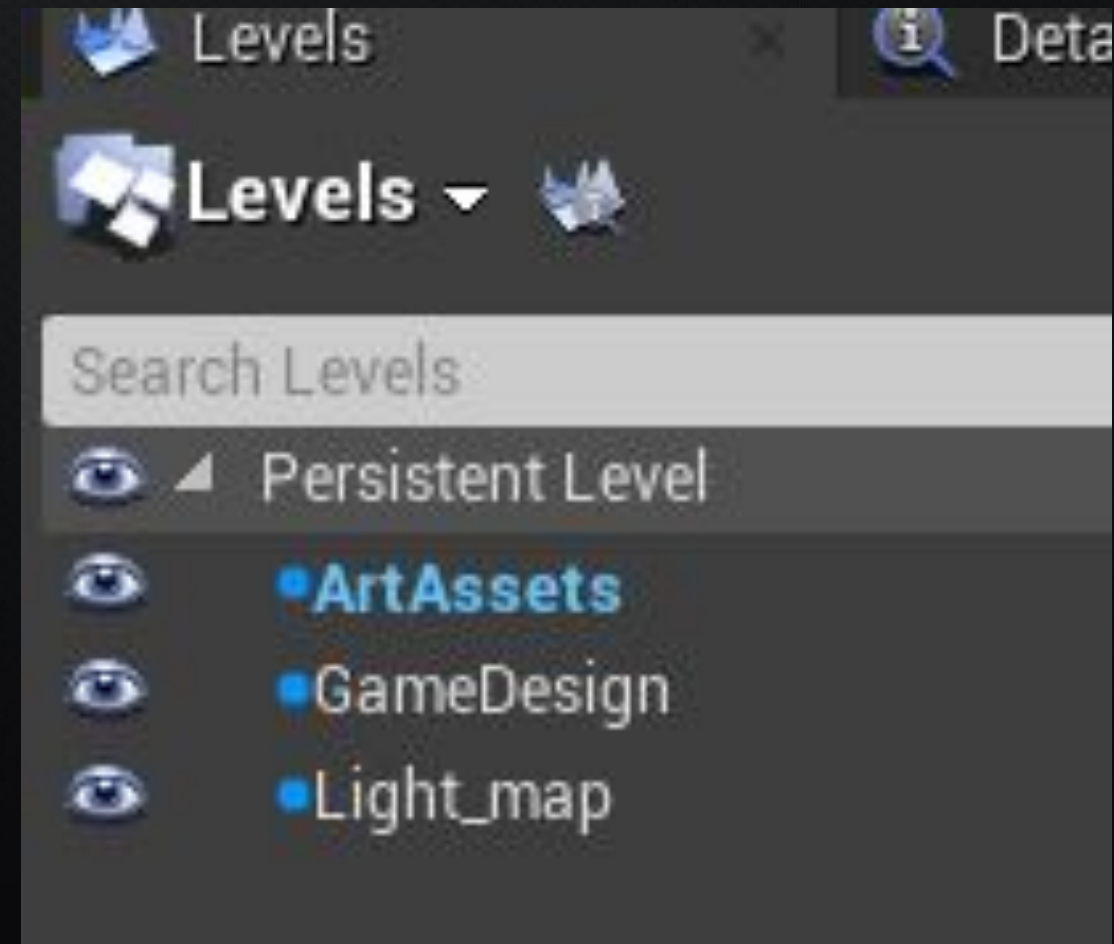 Levels
Deta
Levels
Search Levels
Persistent Level
ArtAssets
GameDesign
Light_map